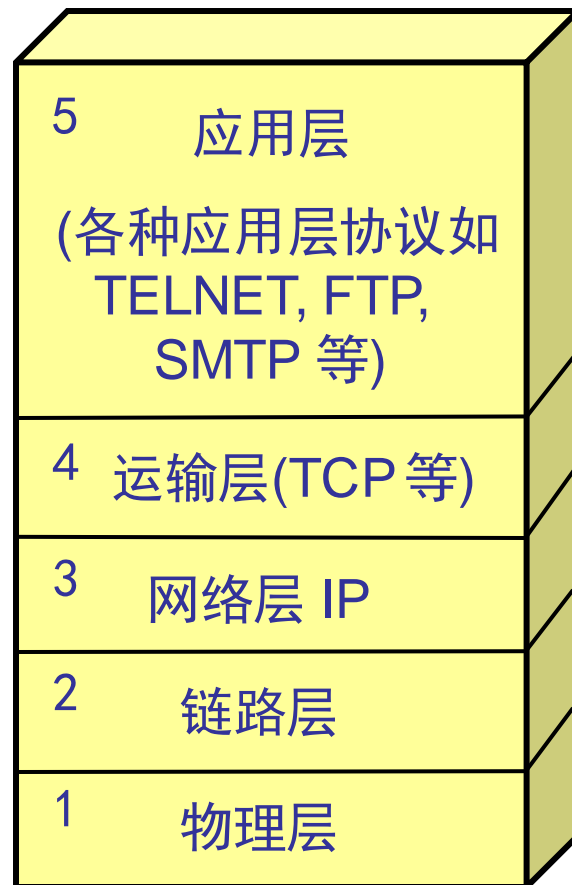 5 应用层
(各种应用层协议如
TELNET, FTP,
SMTP 等)
4 运输层(TCP 等)
3 网络层 IP
2 链路层
1 物理层